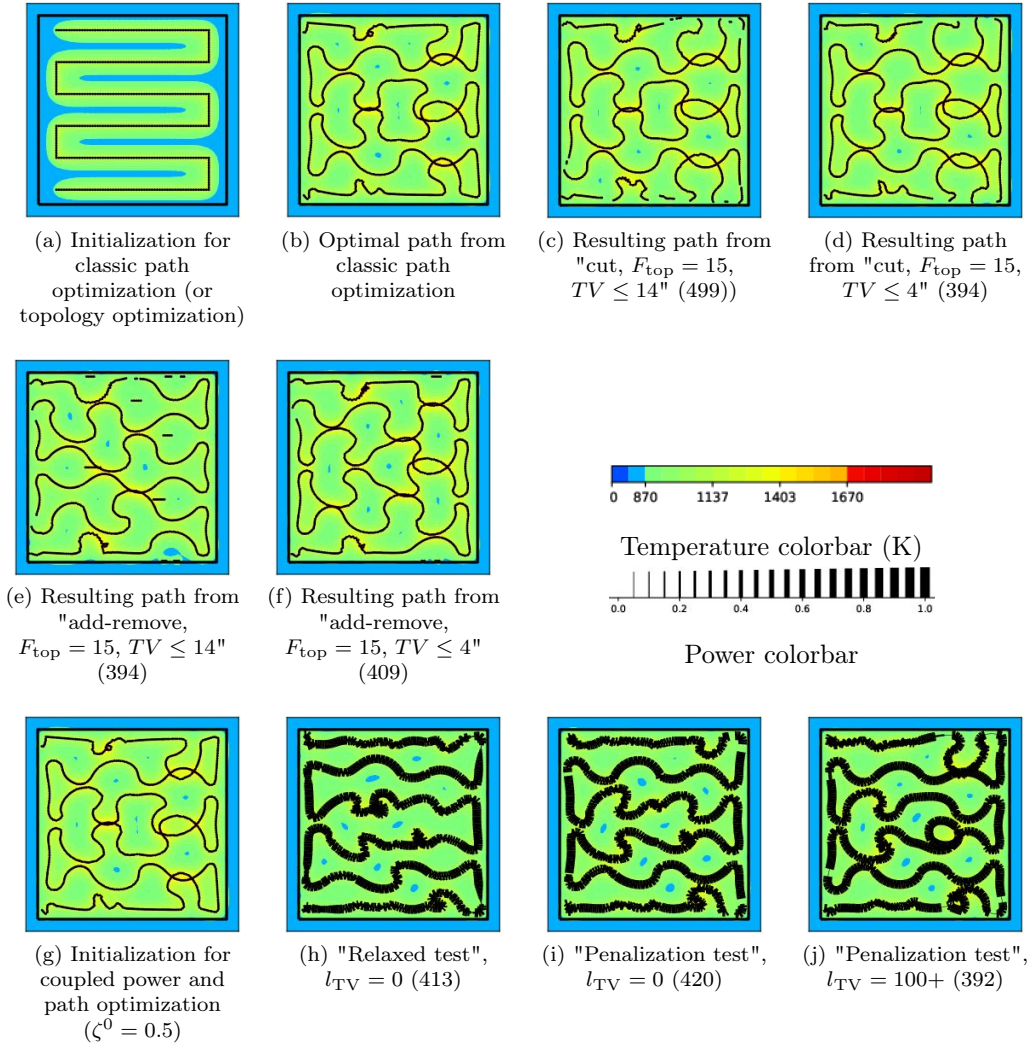 (a) Initialization for
classic path
optimization (or
topology optimization)
(b) Optimal path from
classic path
optimization
(c) Resulting path from
"cut, F_top = 15,
TV ≤ 14" (499))
(d) Resulting path
from "cut, F_top = 15,
TV ≤ 4" (394)
(e) Resulting path from
"add-remove,
F_top = 15, TV ≤ 14"
(394)
(f) Resulting path from
"add-remove,
F_top = 15, TV ≤ 4"
(409)
0 870 1137 1403 1670
Temperature colorbar (K)
0.0 0.2 0.4 0.6 0.8 1.0
Power colorbar
(g) Initialization for
coupled power and
path optimization
(ζ⁰ = 0.5)
(h) "Relaxed test",
l_TV = 0 (413)
(i) "Penalization test",
l_TV = 0 (420)
(j) "Penalization test",
l_TV = 100+ (392)